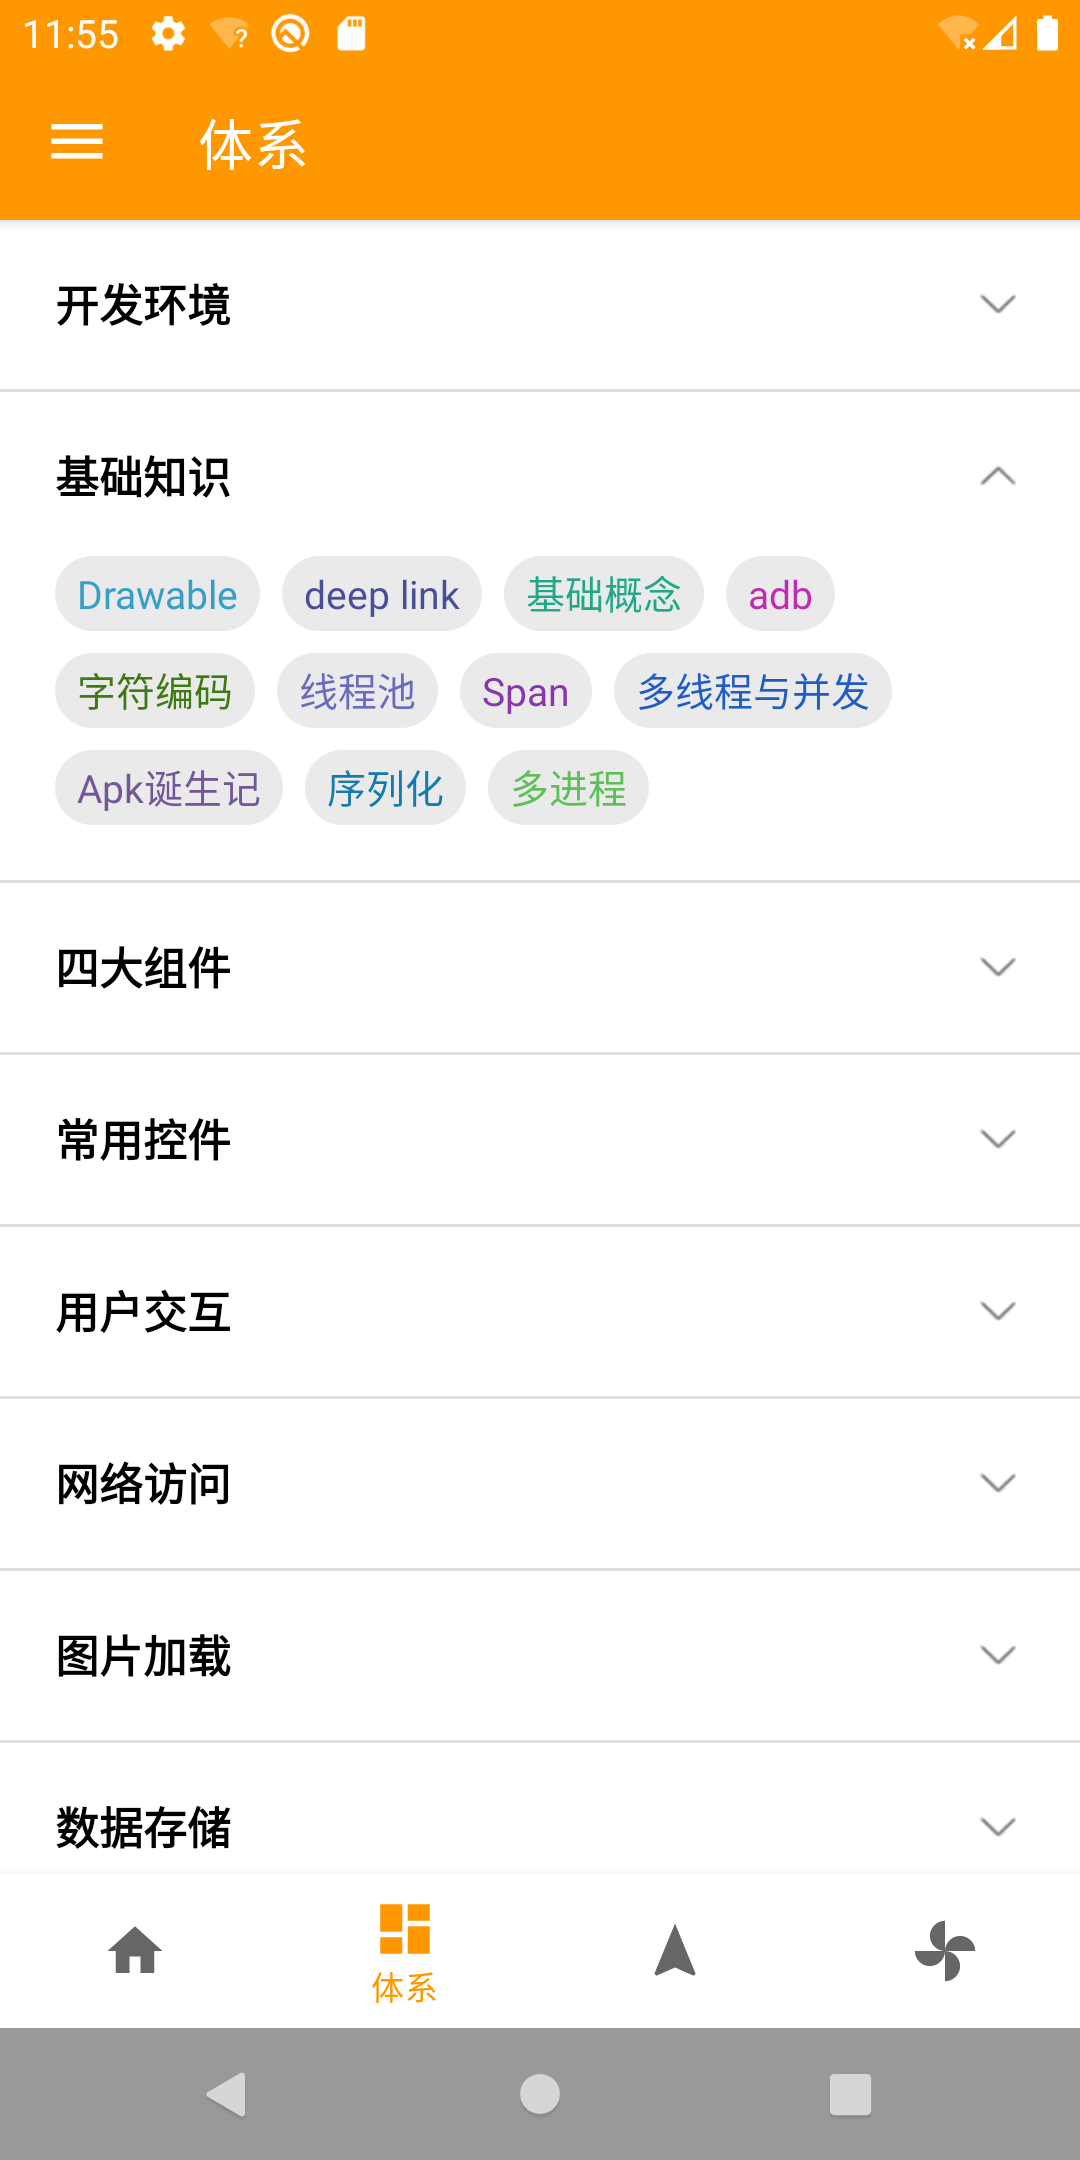 11:55
体系
开发环境
基础知识
Drawable deep link 基础概念 adb
字符编码 线程池 Span 多线程与并发
Apk诞生记 序列化 多进程
四大组件
常用控件
用户交互
网络访问
图片加载
数据存储
体系